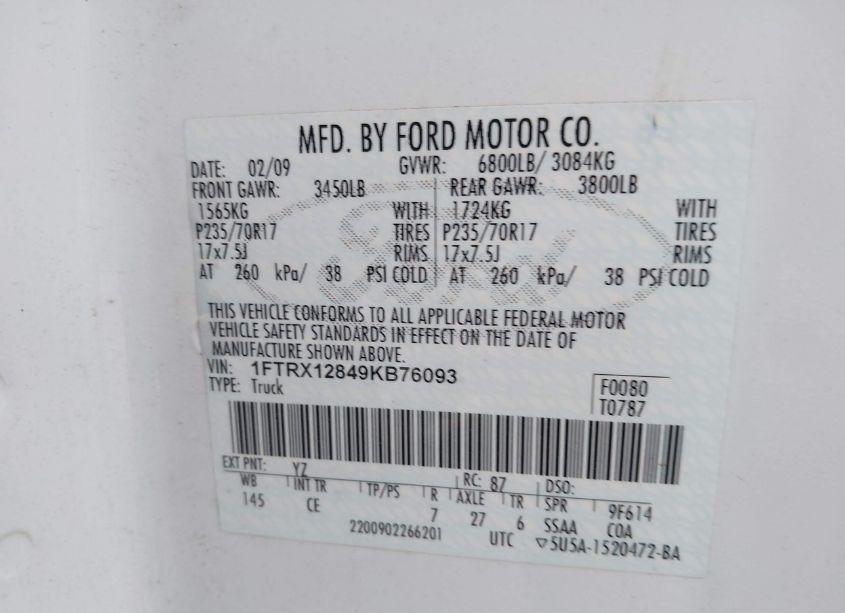 MFD. BY FORD MOTOR CO.
DATE: 02/09 GVWR: 6800LB/ 3084KG
FRONT GAWR: 3450LB REAR GAWR: 3800LB
1565KG WITH 1724KG WITH
P235/70R17 TIRES P235/70R17 TIRES
17x7.5J RIMS 17x7.5J RIMS
AT 260 kPa/ 38 PSI COLD AT 260 kPa/ 38 PSI COLD
THIS VEHICLE CONFORMS TO ALL APPLICABLE FEDERAL MOTOR
VEHICLE SAFETY STANDARDS IN EFFECT ON THE DATE OF
MANUFACTURE SHOWN ABOVE.
VIN: 1FTRX12849KB76093
TYPE: Truck
F0080
T0787
EXT PNT: YZ RC: 87 DSO:
WB INT TR TP/PS R AXLE TR SPR 9F614
145 CE 7 27 6 SSAA COA
2200902266201 UTC ▽5U5A-1520472-BA
Ford